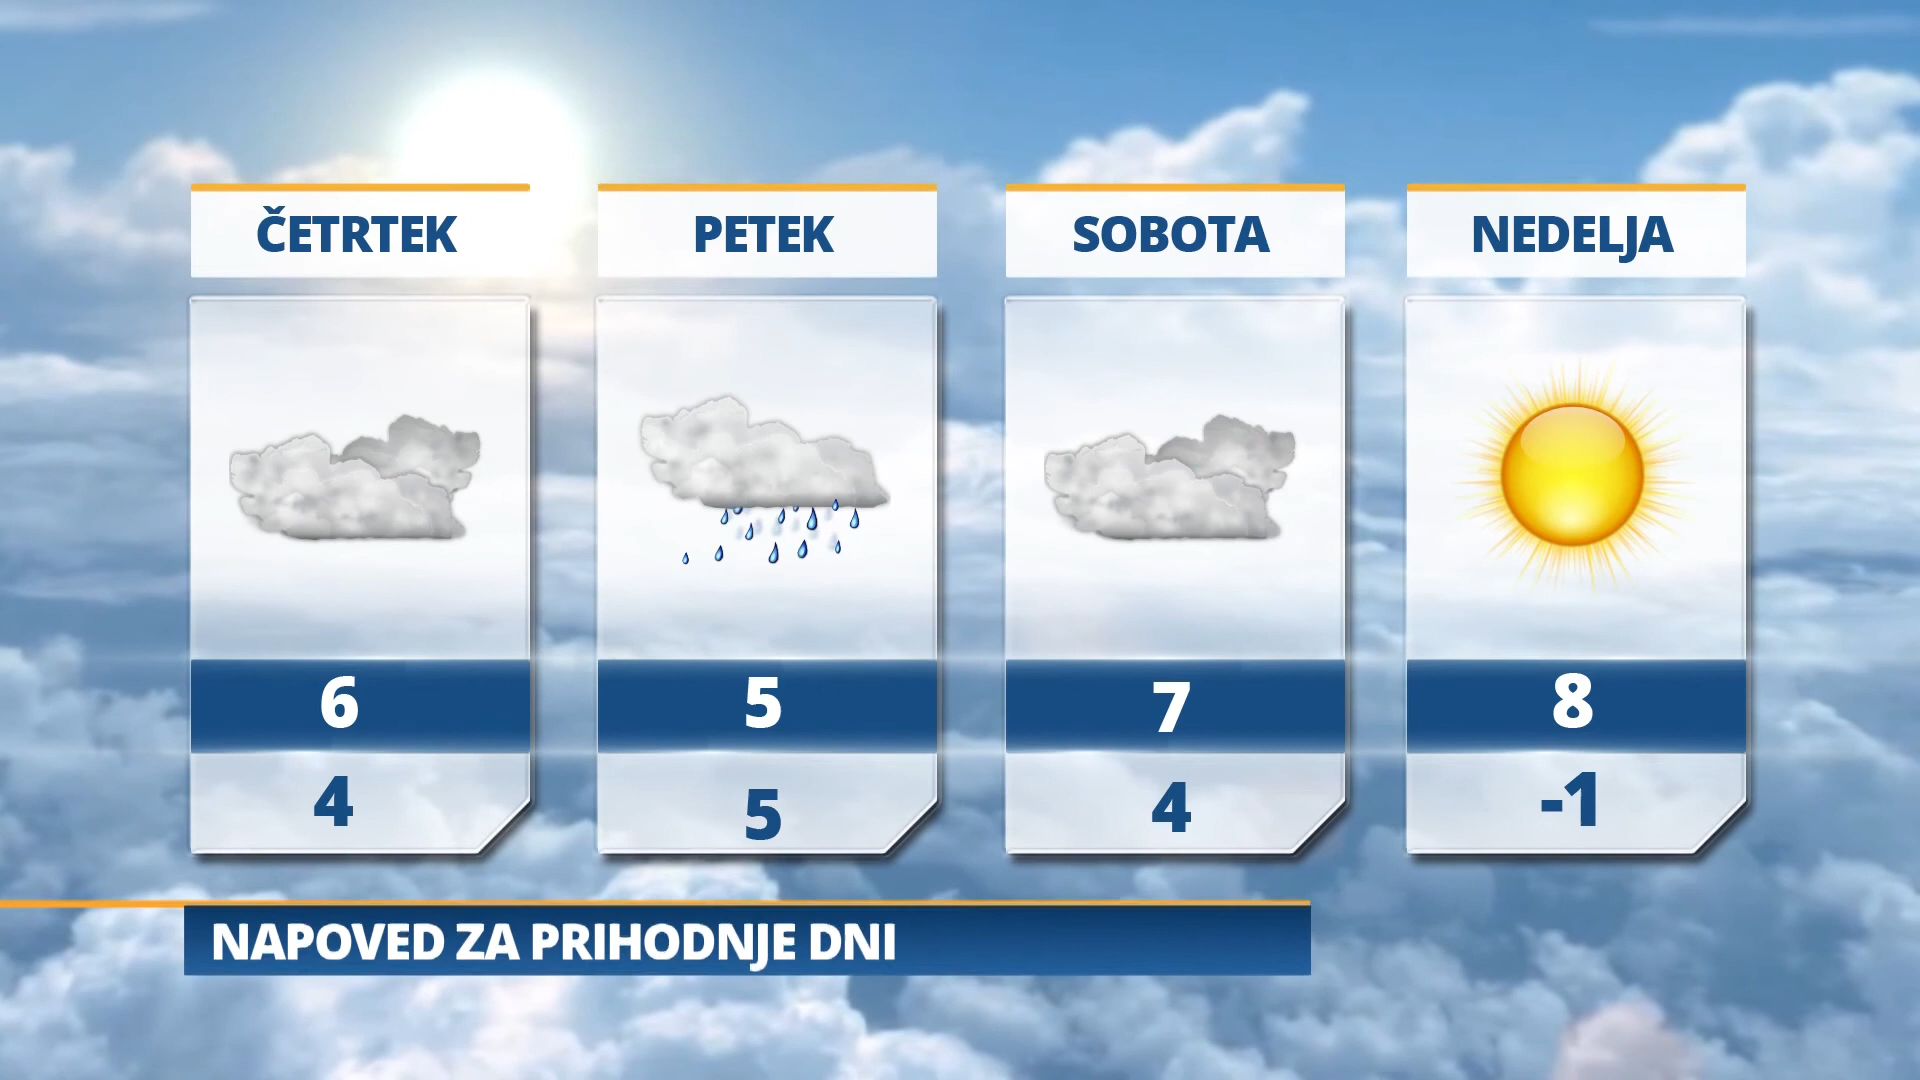 ČETRTEK
PETEK
SOBOTA
NEDELJA
6
5
7
8
4
5
4
-1
NAPOVED ZA PRIHODNJE DNI